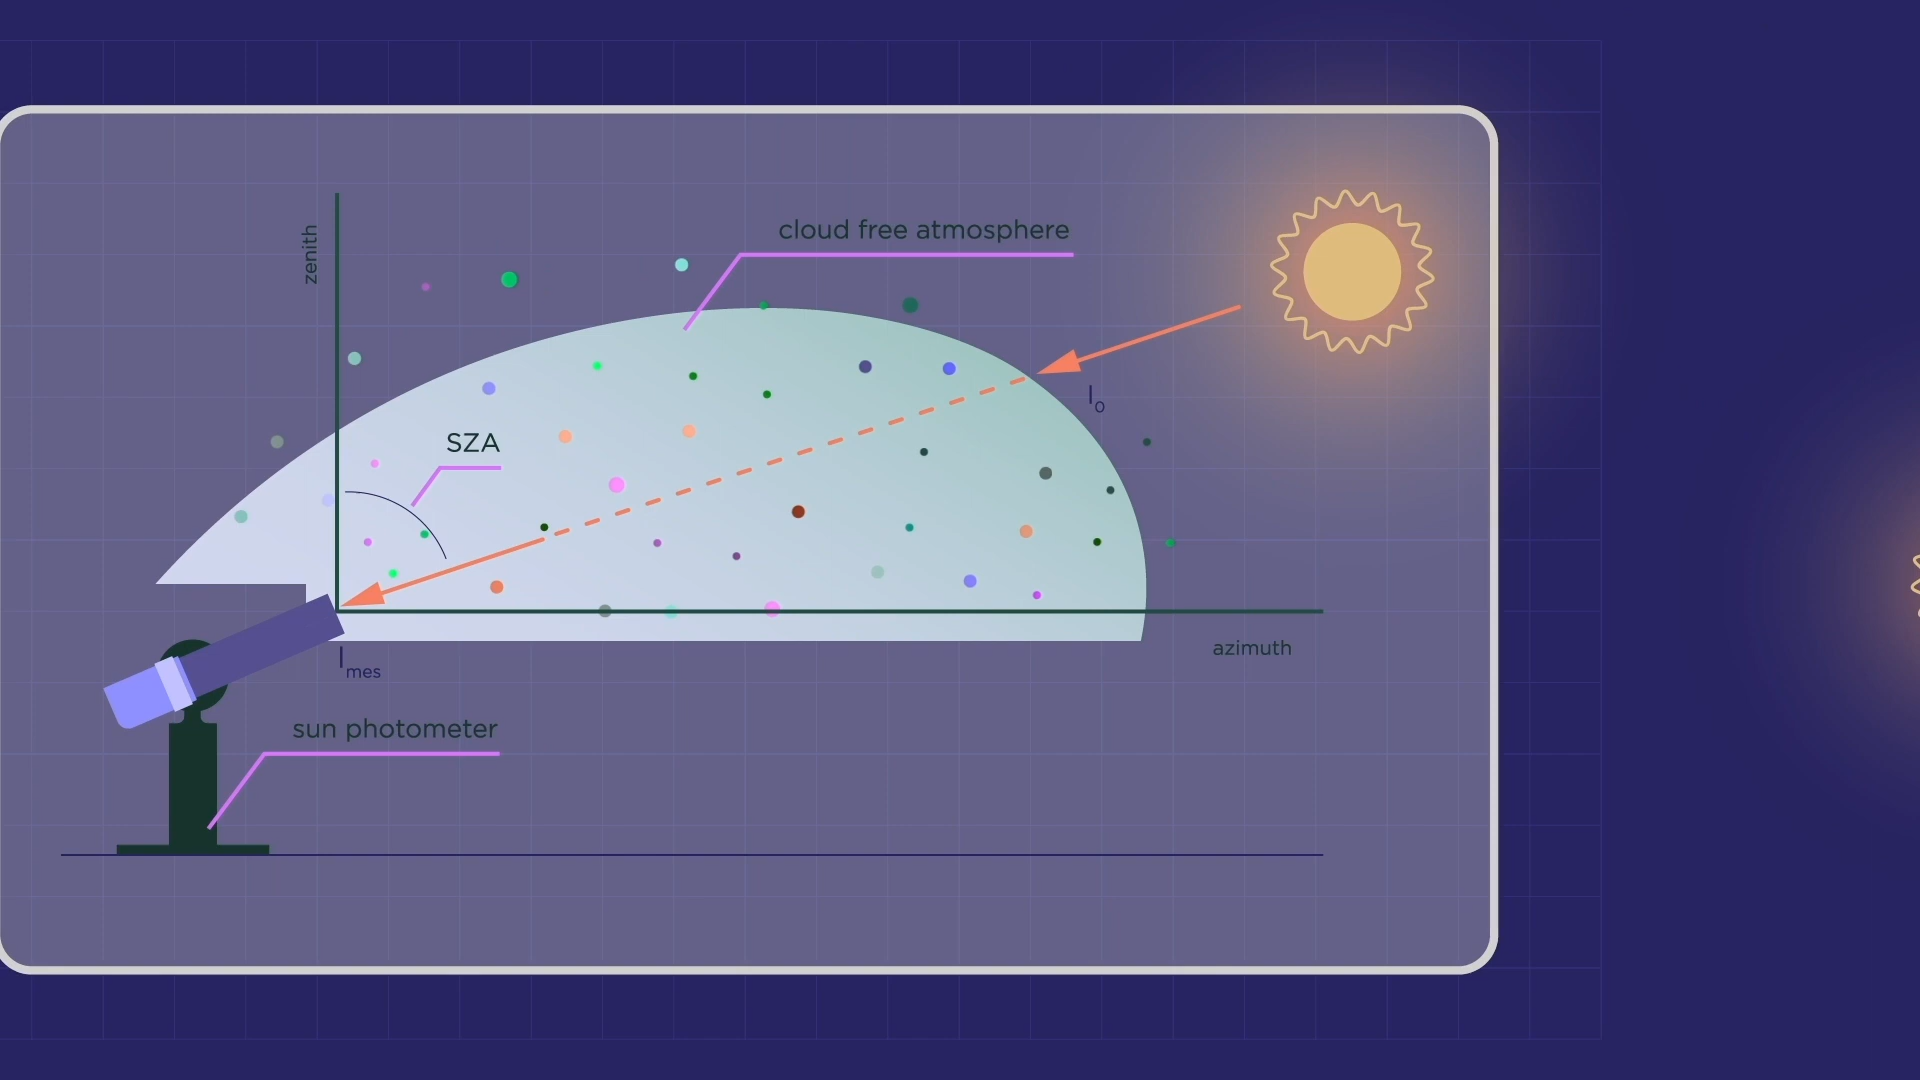 cloud free atmosphere
zenith
I₀
SZA
azimuth
Iₘₑₛ
sun photometer